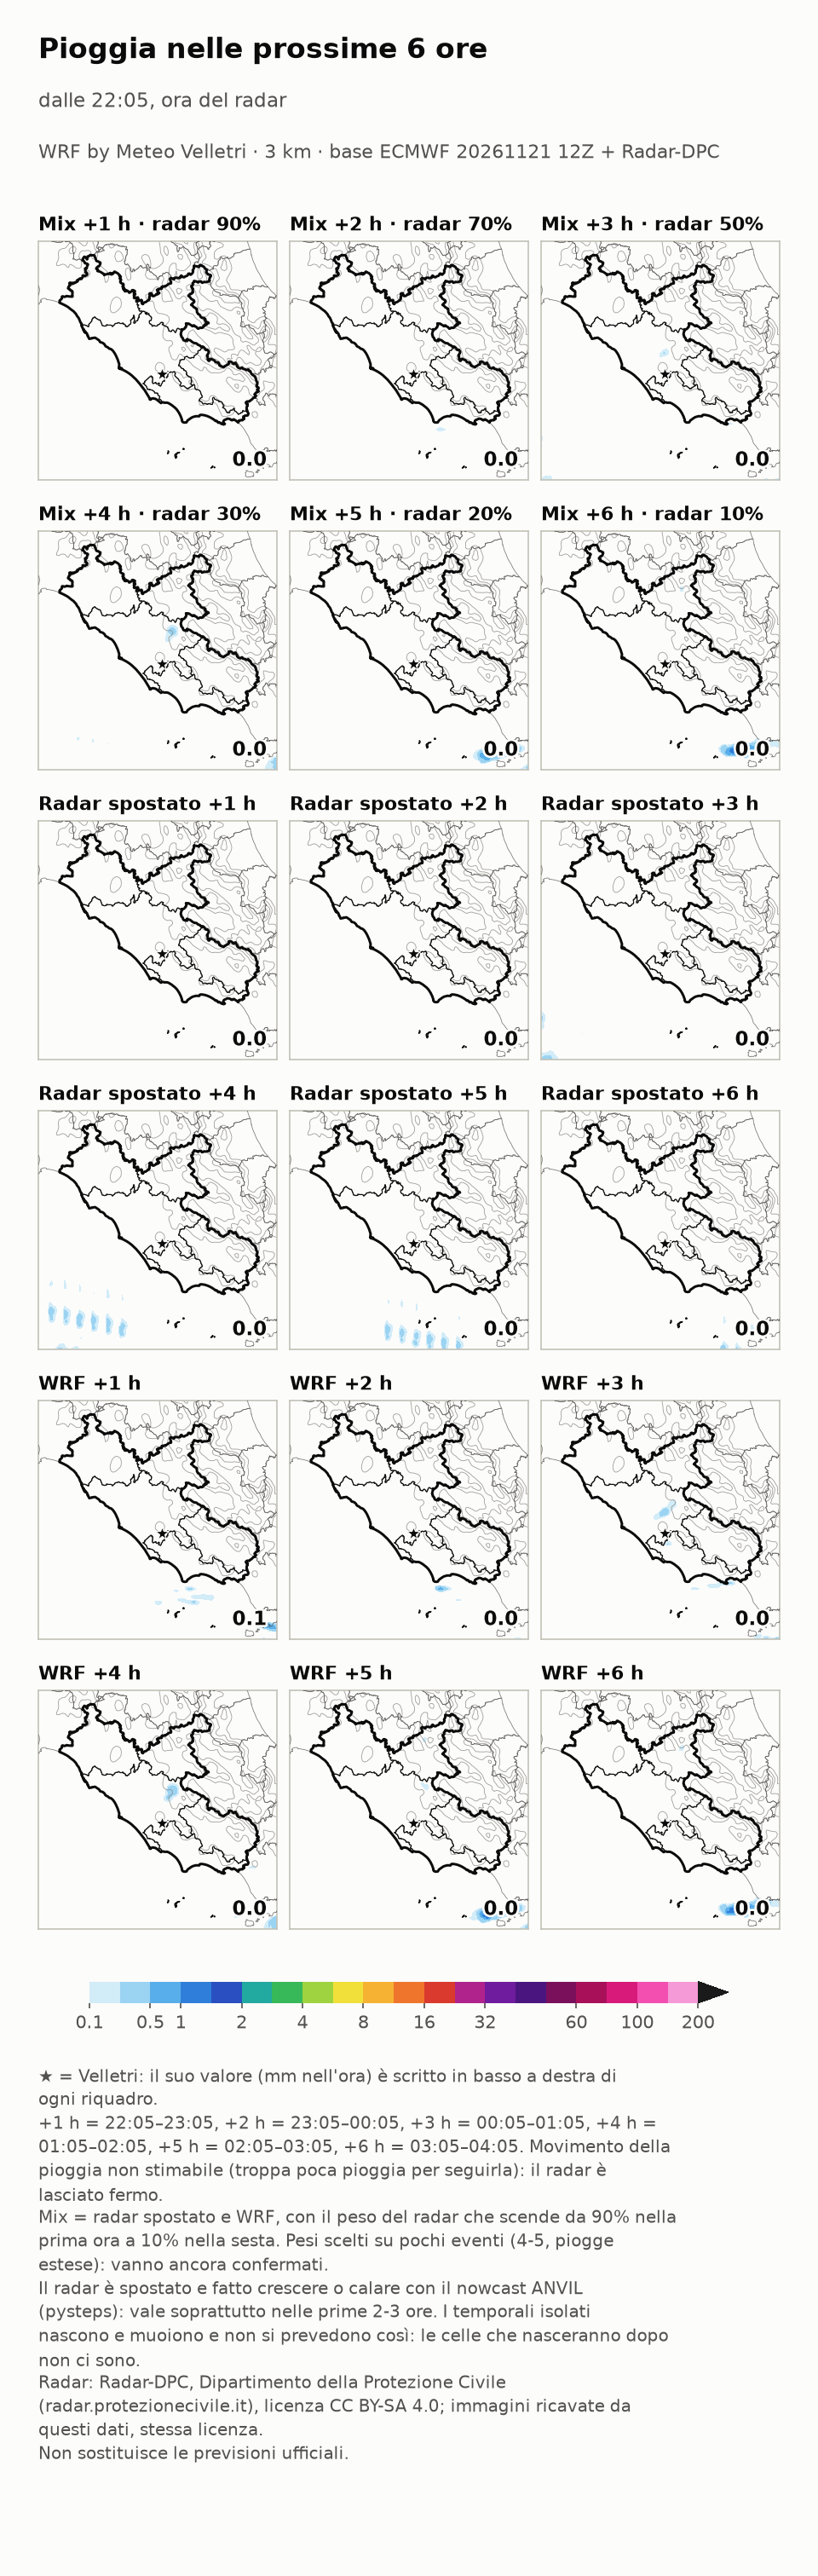 Pioggia nelle prossime 6 ore
dalle 22:05, ora del radar
WRF by Meteo Velletri · 3 km · base ECMWF 20261121 12Z + Radar-DPC
Mix +1 h · radar 90%
Mix +2 h · radar 70%
Mix +3 h · radar 50%
0.0
0.0
0.0
Mix +4 h · radar 30%
Mix +5 h · radar 20%
Mix +6 h · radar 10%
0.0
0.0
0.0
Radar spostato +1 h
Radar spostato +2 h
Radar spostato +3 h
0.0
0.0
0.0
Radar spostato +4 h
Radar spostato +5 h
Radar spostato +6 h
0.0
0.0
0.0
WRF +1 h
WRF +2 h
WRF +3 h
0.1
0.0
0.0
WRF +4 h
WRF +5 h
WRF +6 h
0.0
0.0
0.0
0.1 0.5 1 2 4 8 16 32 60 100 200
★ = Velletri: il suo valore (mm nell'ora) è scritto in basso a destra di
ogni riquadro.
+1 h = 22:05–23:05, +2 h = 23:05–00:05, +3 h = 00:05–01:05, +4 h =
01:05–02:05, +5 h = 02:05–03:05, +6 h = 03:05–04:05. Movimento della
pioggia non stimabile (troppa poca pioggia per seguirla): il radar è
lasciato fermo.
Mix = radar spostato e WRF, con il peso del radar che scende da 90% nella
prima ora a 10% nella sesta. Pesi scelti su pochi eventi (4-5, piogge
estese): vanno ancora confermati.
Il radar è spostato e fatto crescere o calare con il nowcast ANVIL
(pysteps): vale soprattutto nelle prime 2-3 ore. I temporali isolati
nascono e muoiono e non si prevedono così: le celle che nasceranno dopo
non ci sono.
Radar: Radar-DPC, Dipartimento della Protezione Civile
(radar.protezionecivile.it), licenza CC BY-SA 4.0; immagini ricavate da
questi dati, stessa licenza.
Non sostituisce le previsioni ufficiali.